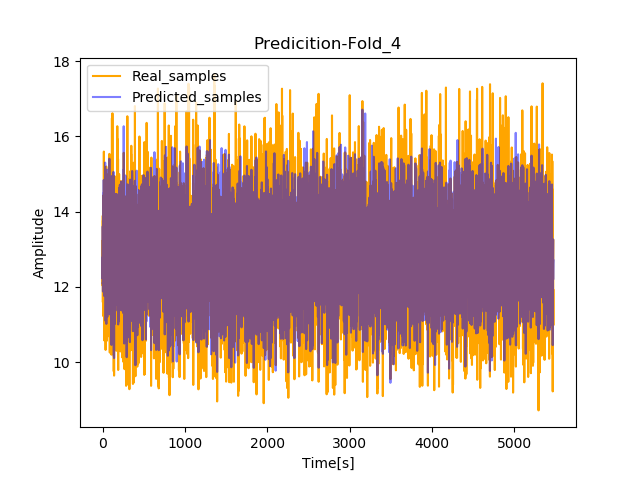 Predicition-Fold_4
Real_samples
Predicted_samples
18
16
14
12
10
Amplitude
0 1000 2000 3000 4000 5000
Time[s]